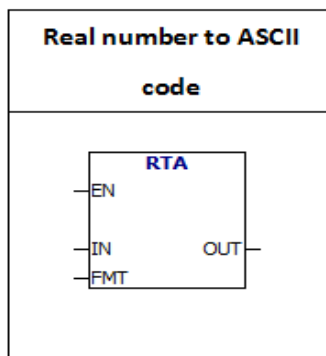 Real number to ASCII
code
RTA
EN
IN OUT
FMT